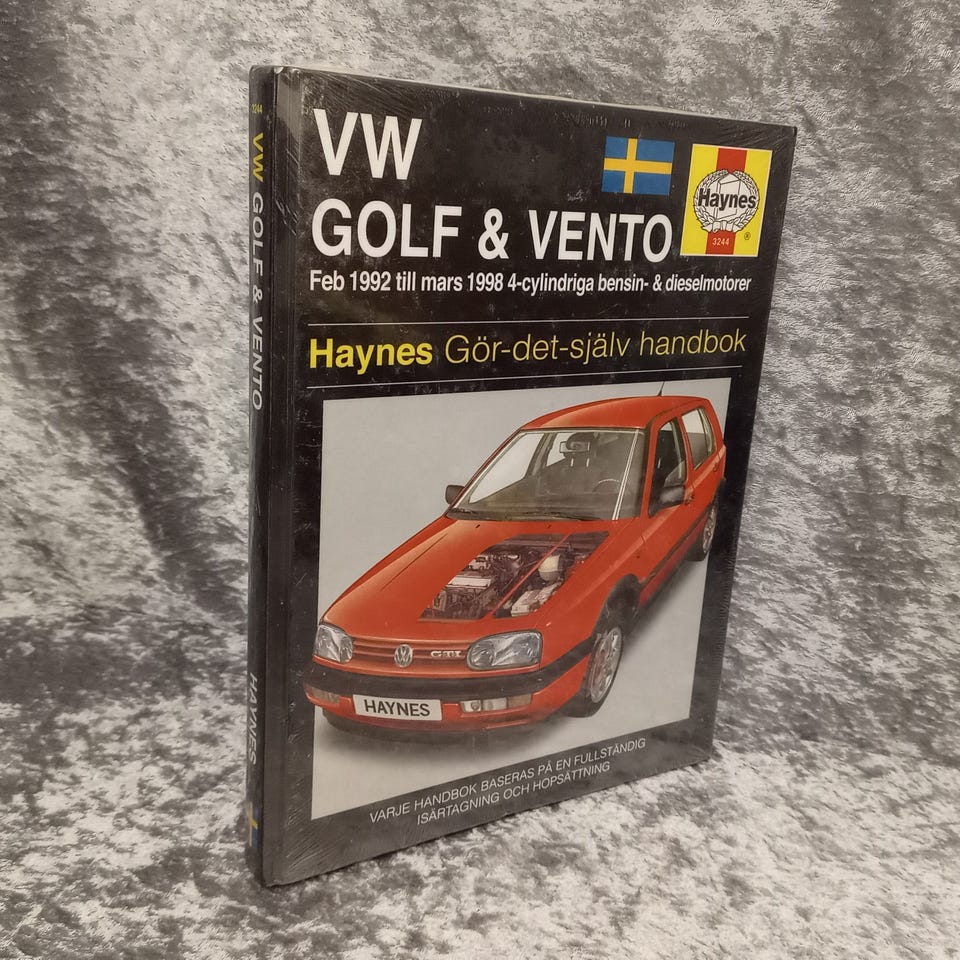 VW
GOLF & VENTO
Haynes
3244
®
Feb 1992 till mars 1998 4-cylindriga bensin- & dieselmotorer
Haynes Gör-det-själv handbok
GTI
HAYNES
VARJE HANDBOK BASERAS PÅ EN FULLSTÄNDIG
ISÄRTAGNING OCH HOPSÄTTNING
3244 VW GOLF & VENTO HAYNES